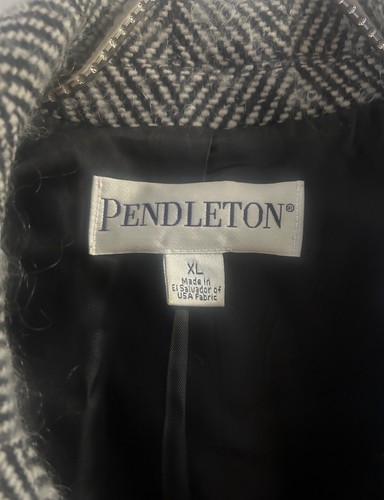 PENDLETON®
XL
Made in
El Salvador of
USA Fabric